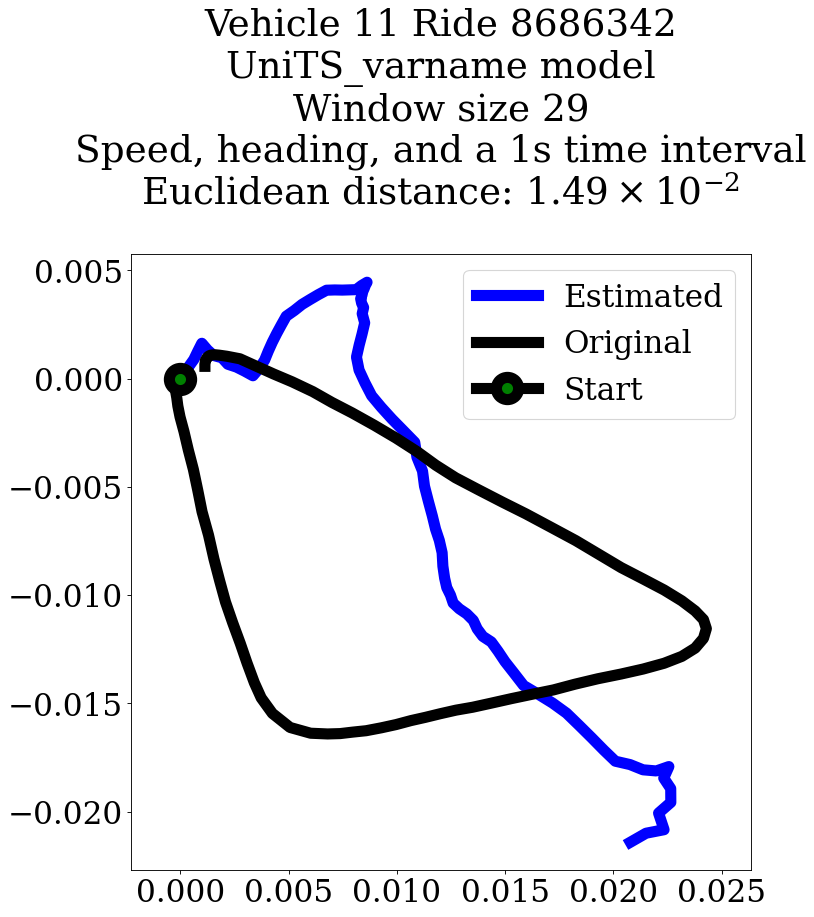 Vehicle 11 Ride 8686342
UniTS_varname model
Window size 29
Speed, heading, and a 1s time interval
Euclidean distance: 1.49 × 10⁻²
0.005
0.000
−0.005
−0.010
−0.015
−0.020
Estimated
Original
Start
0.000 0.005 0.010 0.015 0.020 0.025